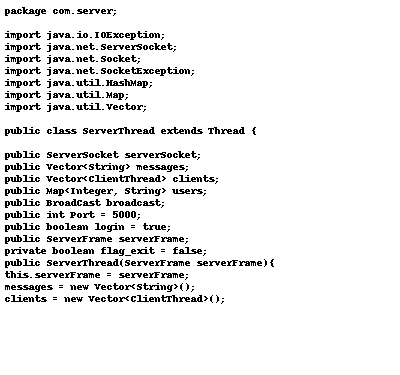 package com.server;

import java.io.IOException;
import java.net.ServerSocket;
import java.net.Socket;
import java.net.SocketException;
import java.util.HashMap;
import java.util.Map;
import java.util.Vector;

public class ServerThread extends Thread {

public ServerSocket serverSocket;
public Vector<String> messages;
public Vector<ClientThread> clients;
public Map<Integer, String> users;
public BroadCast broadcast;
public int Port = 5000;
public boolean login = true;
public ServerFrame serverFrame;
private boolean flag_exit = false;
public ServerThread(ServerFrame serverFrame){
this.serverFrame = serverFrame;
messages = new Vector<String>();
clients = new Vector<ClientThread>();